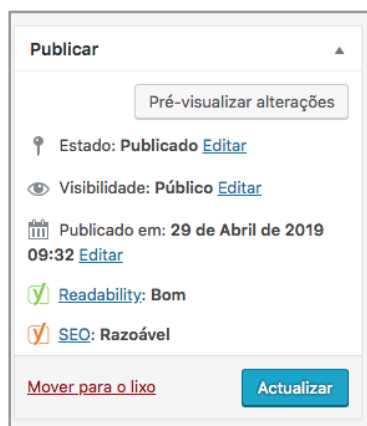 Publicar
Pré-visualizar alterações
Estado: Publicado Editar
Visibilidade: Público Editar
Publicado em: 29 de Abril de 2019
09:32 Editar
Readability: Bom
SEO: Razoável
Mover para o lixo
Actualizar